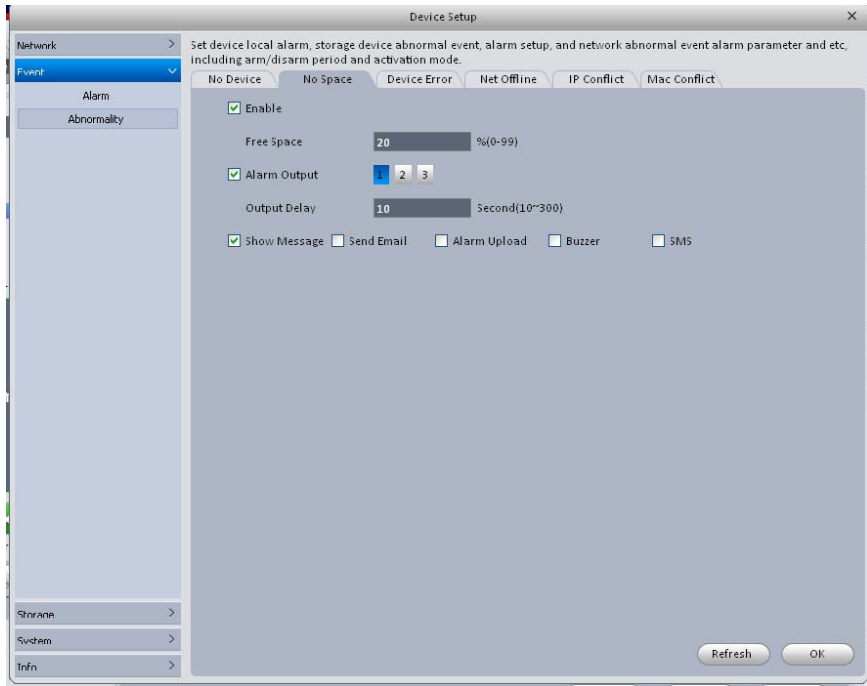 Device Setup
Network
Event
Alarm
Abnormality
Storage
System
Info
Set device local alarm, storage device abnormal event, alarm setup, and network abnormal event alarm parameter and etc,
including arm/disarm period and activation mode.
No Device No Space Device Error Net Offline IP Conflict Mac Conflict
Enable
Free Space 20 %(0-99)
Alarm Output 1 2 3
Output Delay 10 Second(10~300)
Show Message Send Email Alarm Upload Buzzer SMS
Refresh OK